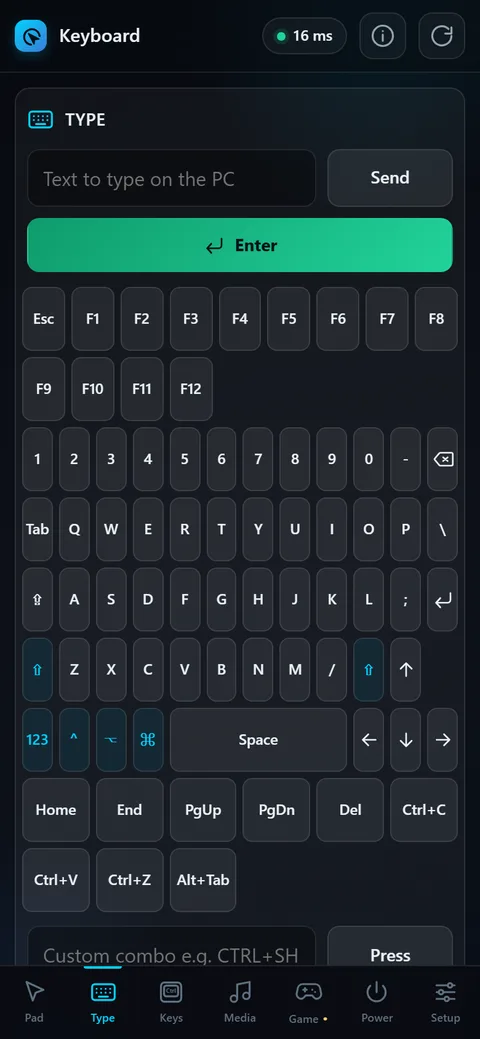 Keyboard
16 ms
TYPE
Text to type on the PC
Send
Enter
Esc F1 F2 F3 F4 F5 F6 F7 F8
F9 F10 F11 F12
1 2 3 4 5 6 7 8 9 0 -
Tab Q W E R T Y U I O P \
⇪ A S D F G H J K L ;
⇧ Z X C V B N M / ⇧ ↑
123 ^ ⌥ ⌘ Space ← ↓ →
Home End PgUp PgDn Del Ctrl+C
Ctrl+V Ctrl+Z Alt+Tab
Custom combo e.g. CTRL+SH
Press
Pad Type Keys Media Game Power Setup